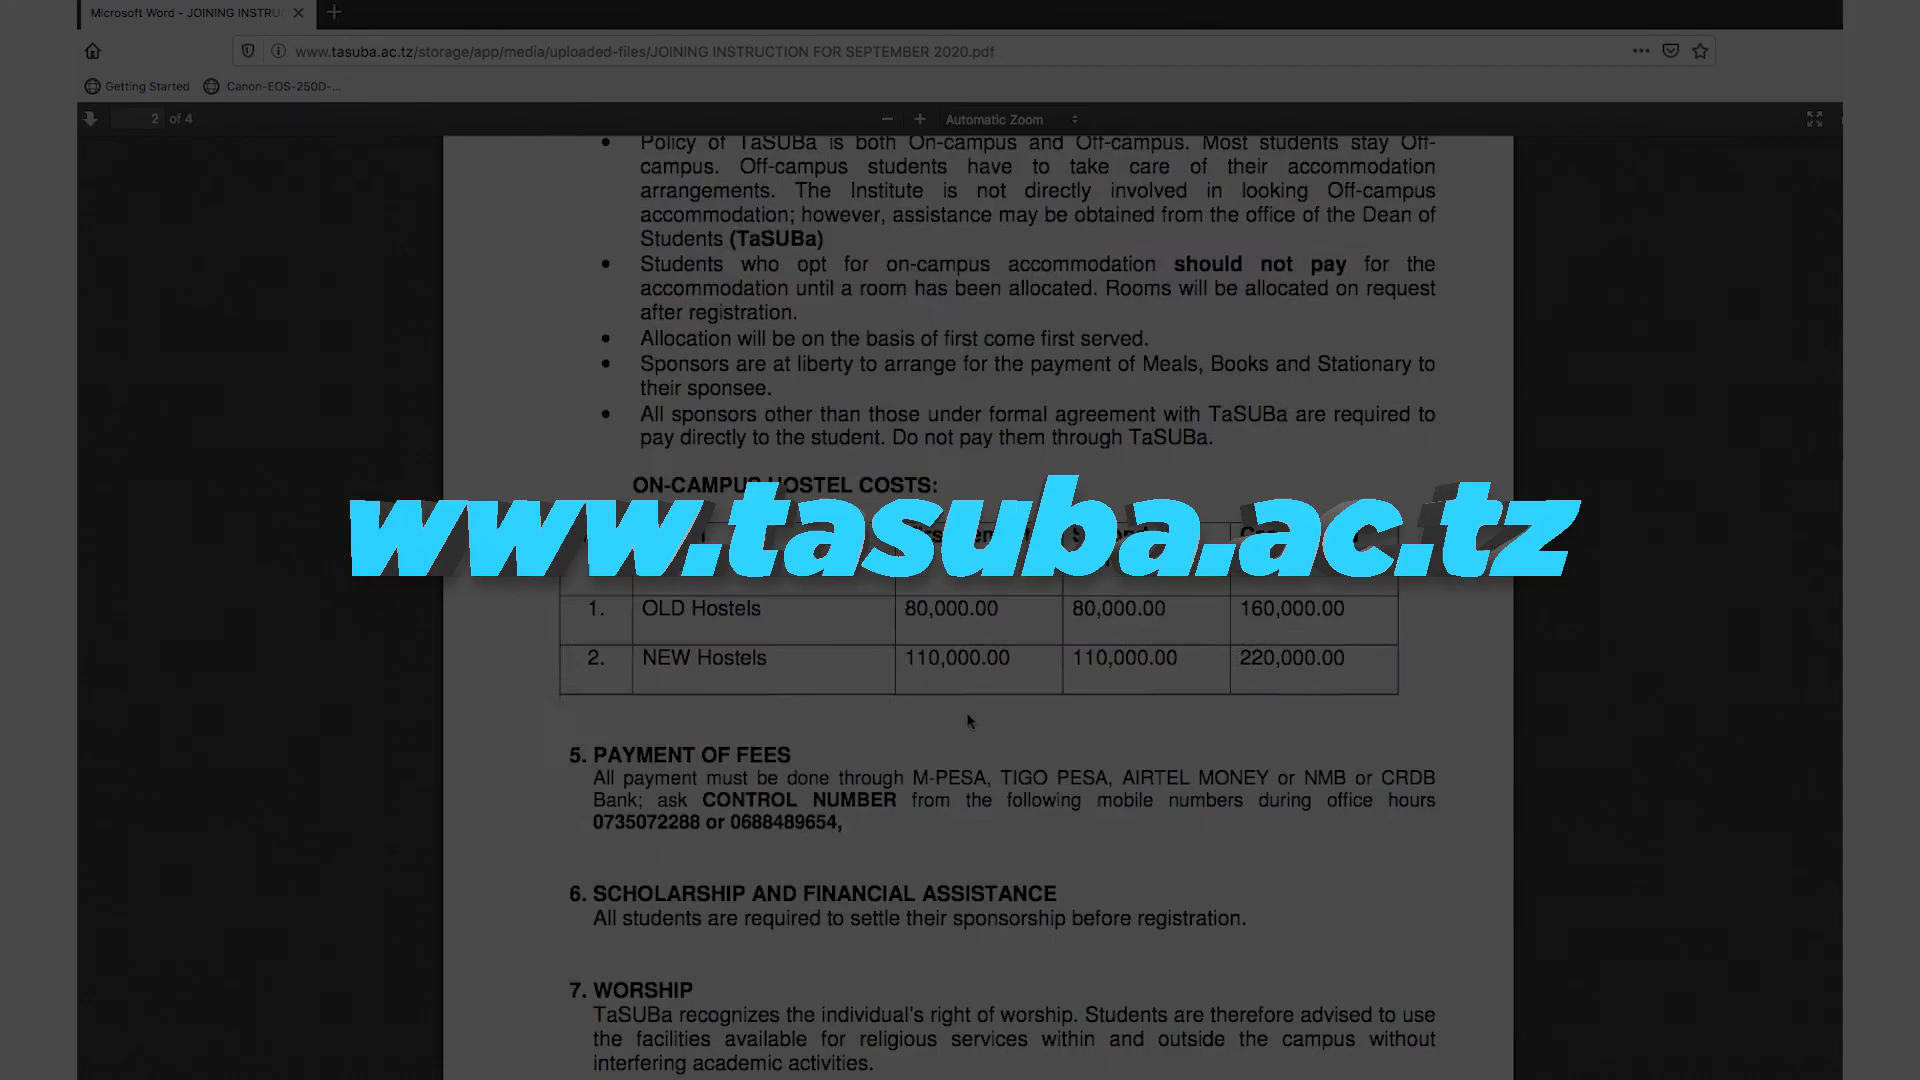 Microsoft Word - JOINING INSTRU
www.tasuba.ac.tz/storage/app/media/uploaded-files/JOINING INSTRUCTION FOR SEPTEMBER 2020.pdf
Getting Started Canon-EOS-250D-...
2 of 4 Automatic Zoom
Policy of TaSUBa is both On-campus and Off-campus. Most students stay Off-
campus. Off-campus students have to take care of their accommodation
arrangements. The Institute is not directly involved in looking Off-campus
accommodation; however, assistance may be obtained from the office of the Dean of
Students (TaSUBa)
• Students who opt for on-campus accommodation should not pay for the
accommodation until a room has been allocated. Rooms will be allocated on request
after registration.
• Allocation will be on the basis of first come first served.
• Sponsors are at liberty to arrange for the payment of Meals, Books and Stationary to
their sponsee.
• All sponsors other than those under formal agreement with TaSUBa are required to
pay directly to the student. Do not pay them through TaSUBa.
ON-CAMPUS HOSTEL COSTS:
www.tasuba.ac.tz
1. OLD Hostels 80,000.00 80,000.00 160,000.00
2. NEW Hostels 110,000.00 110,000.00 220,000.00
5. PAYMENT OF FEES
All payment must be done through M-PESA, TIGO PESA, AIRTEL MONEY or NMB or CRDB
Bank; ask CONTROL NUMBER from the following mobile numbers during office hours
0735072288 or 0688489654,
6. SCHOLARSHIP AND FINANCIAL ASSISTANCE
All students are required to settle their sponsorship before registration.
7. WORSHIP
TaSUBa recognizes the individual's right of worship. Students are therefore advised to use
the facilities available for religious services within and outside the campus without
interfering academic activities.